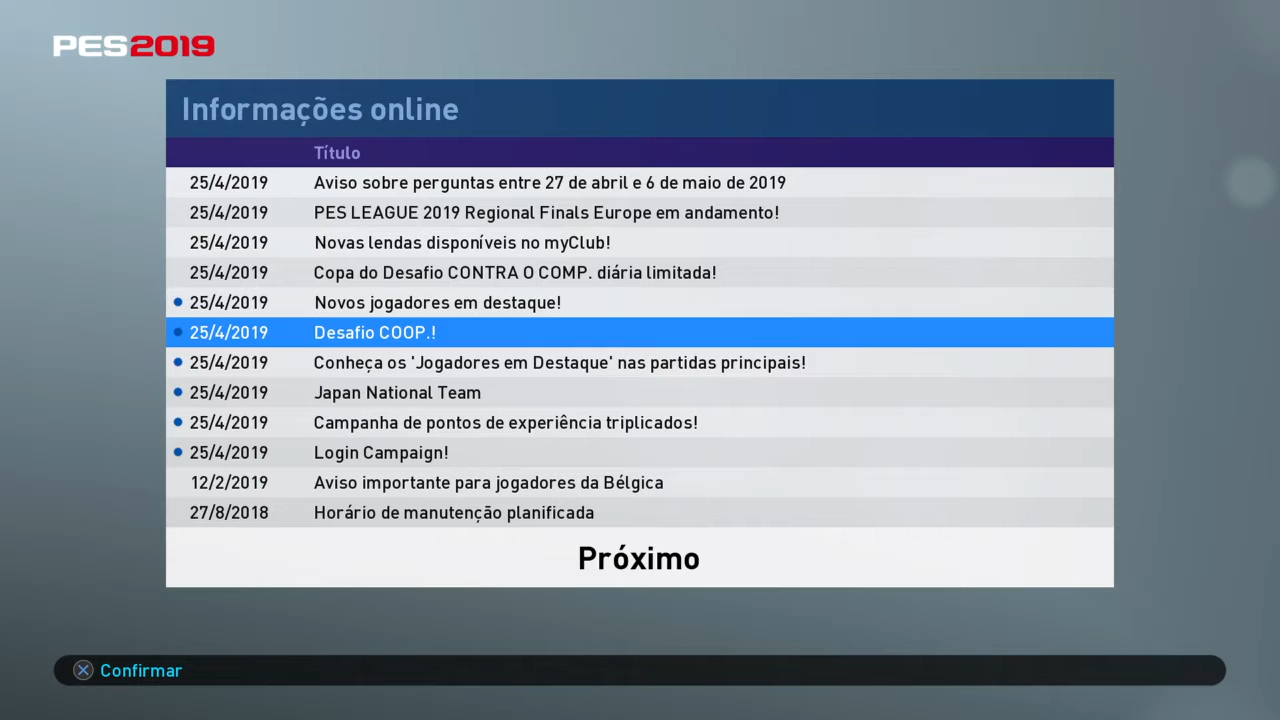 PES2019
Informações online
Título
25/4/2019 Aviso sobre perguntas entre 27 de abril e 6 de maio de 2019
25/4/2019 PES LEAGUE 2019 Regional Finals Europe em andamento!
25/4/2019 Novas lendas disponíveis no myClub!
25/4/2019 Copa do Desafio CONTRA O COMP. diária limitada!
25/4/2019 Novos jogadores em destaque!
25/4/2019 Desafio COOP.!
25/4/2019 Conheça os 'Jogadores em Destaque' nas partidas principais!
25/4/2019 Japan National Team
25/4/2019 Campanha de pontos de experiência triplicados!
25/4/2019 Login Campaign!
12/2/2019 Aviso importante para jogadores da Bélgica
27/8/2018 Horário de manutenção planificada
Próximo
Confirmar